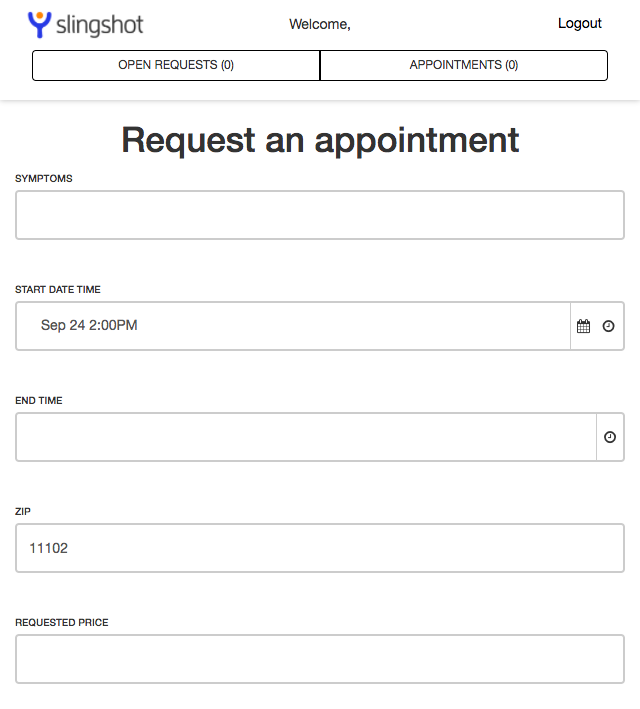 slingshot Welcome, Logout
OPEN REQUESTS (0) APPOINTMENTS (0)
Request an appointment
SYMPTOMS
START DATE TIME
Sep 24 2:00PM
END TIME
ZIP
11102
REQUESTED PRICE